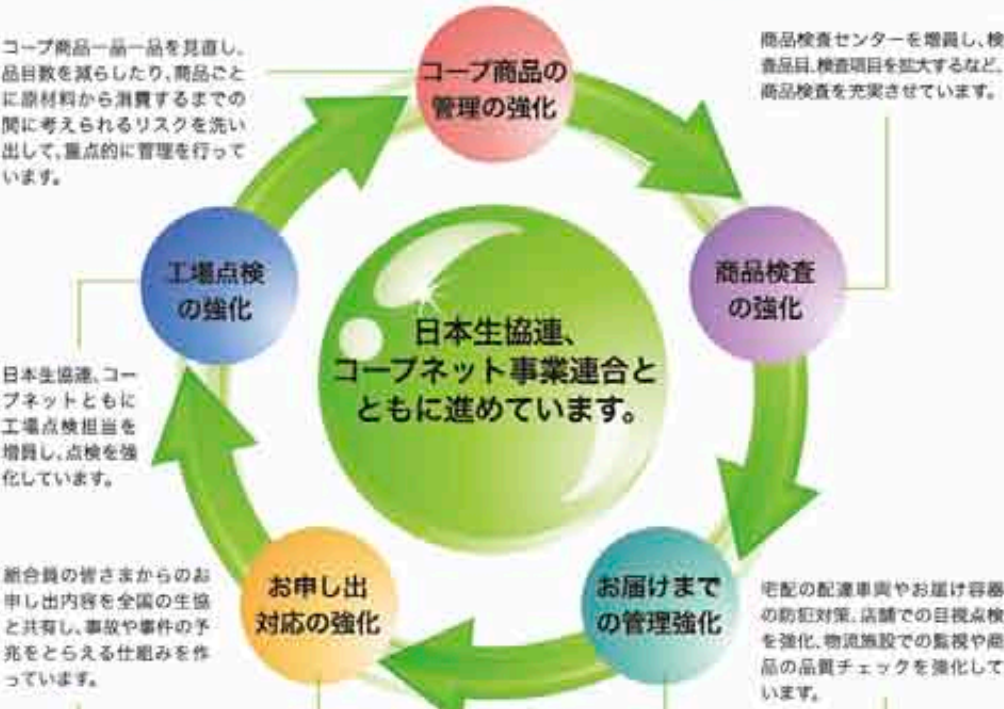 コープ商品一品一品を見直し、
品目数を減らしたり、商品ごと
に原材料から消費するまでの
間に考えられるリスクを洗い
出して、重点的に管理を行って
います。
コープ商品の
管理の強化
商品検査センターを増員し、検
査品目、検査項目を拡大するなど、
商品検査を充実させています。
工場点検
の強化
商品検査
の強化
日本生協連、
コープネット事業連合と
ともに進めています。
日本生協連、コー
プネットともに
工場点検担当を
増員し、点検を強
化しています。
組合員の皆さまからのお
申し出内容を全国の生協
と共有し、事故や事件の予
兆をとらえる仕組みを作
っています。
お申し出
対応の強化
お届けまで
の管理強化
宅配の配達車両やお届け容器
の防犯対策、店舗での目視点検
を強化、物流施設での監視や商
品の品質チェックを強化して
います。